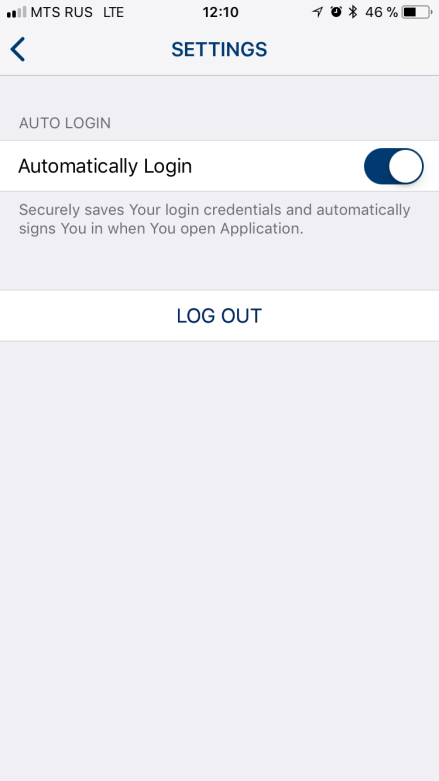 MTS RUS LTE 12:10 46 %
SETTINGS
AUTO LOGIN
Automatically Login
Securely saves Your login credentials and automatically
signs You in when You open Application.
LOG OUT